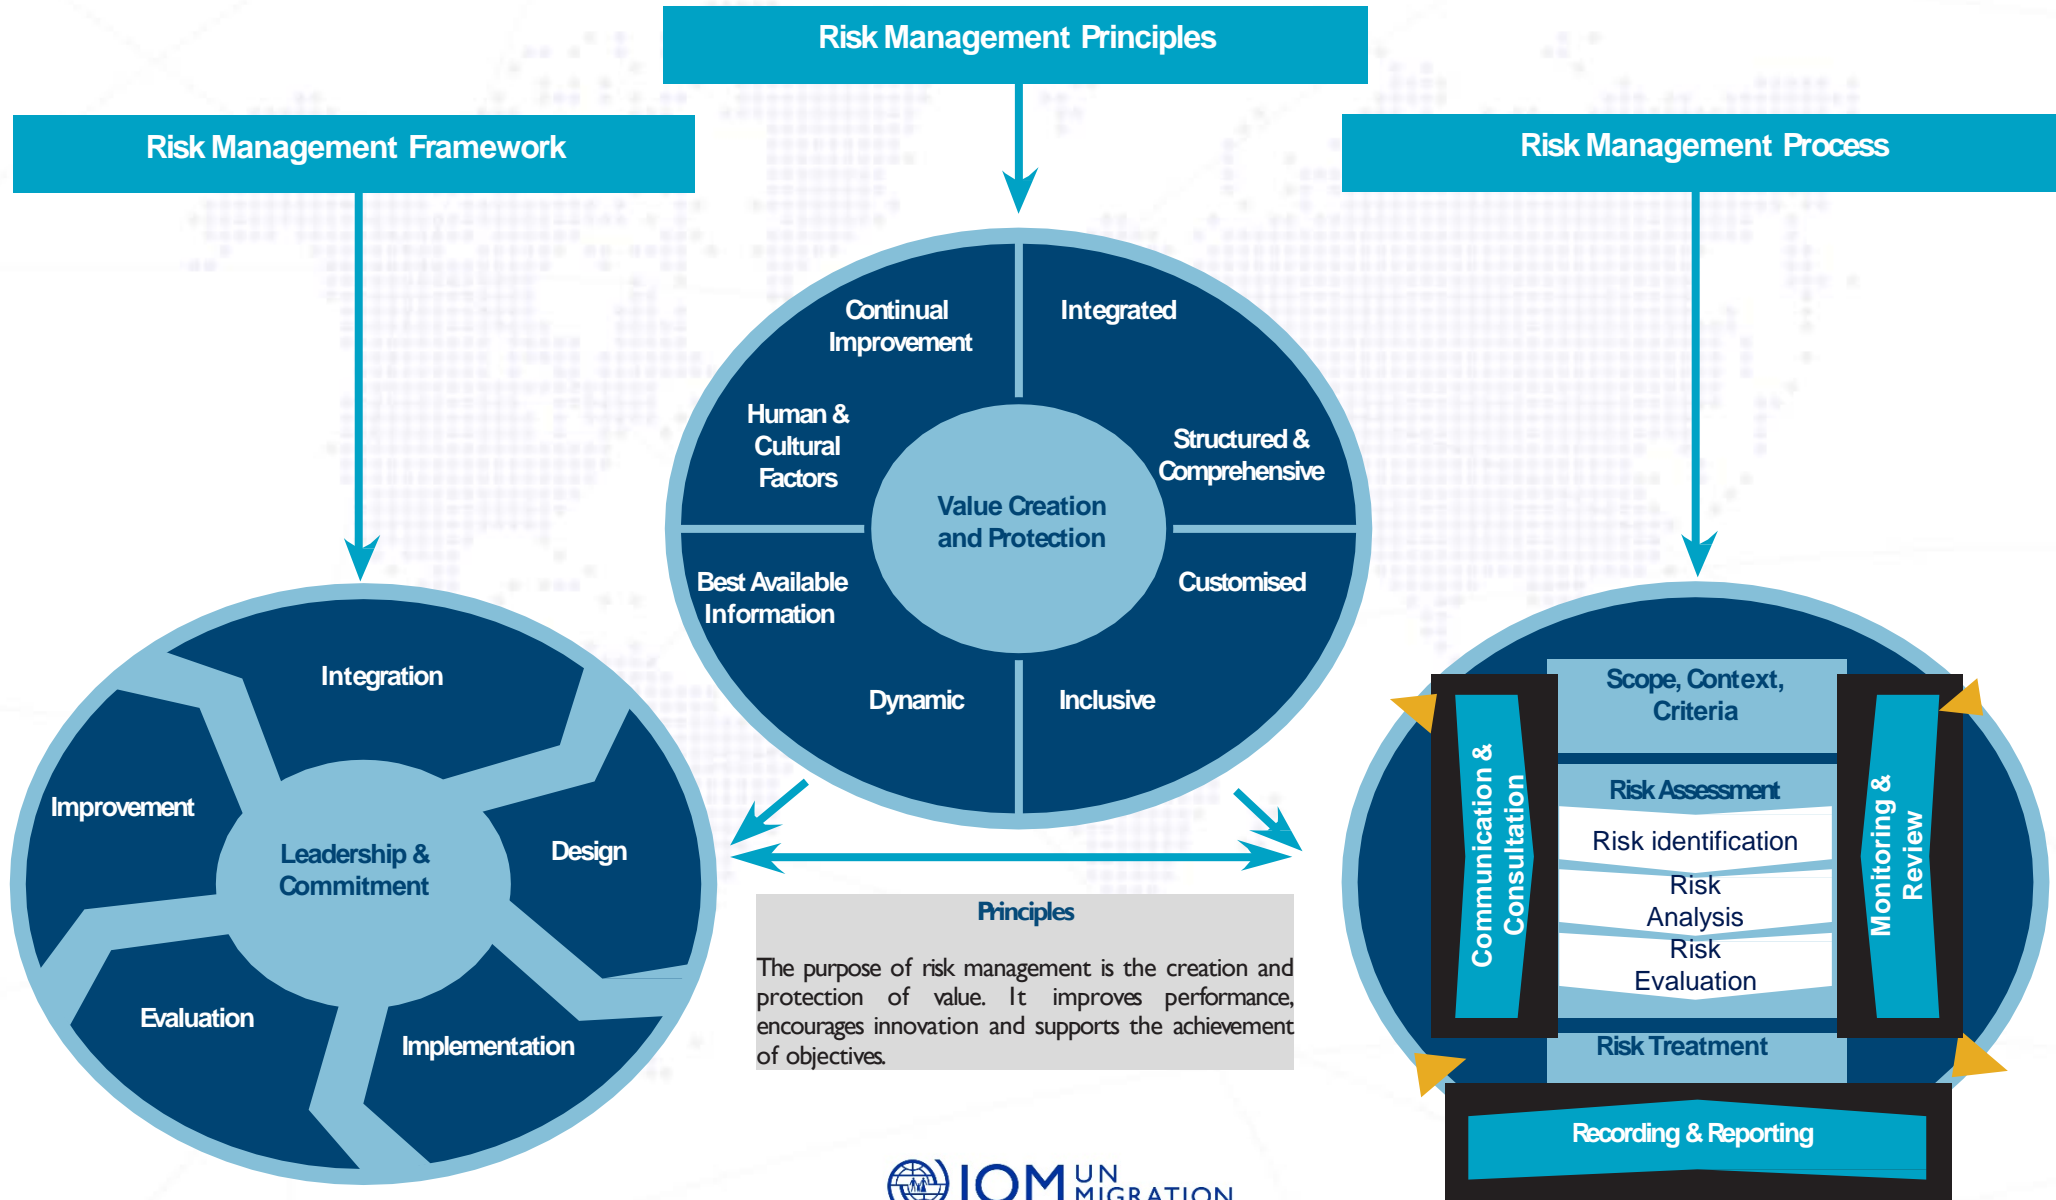 Risk Management Principles
Risk Management Framework
Risk Management Process
Continual
Improvement
Integrated
Human &
Cultural
Factors
Structured &
Comprehensive
Value Creation
and Protection
Best Available
Information
Customised
Dynamic
Inclusive
Integration
Improvement
Design
Leadership &
Commitment
Evaluation
Implementation
Principles
The purpose of risk management is the creation and
protection of value. It improves performance,
encourages innovation and supports the achievement
of objectives.
Scope, Context,
Criteria
Communication &
Consultation
Risk Assessment
Risk identification
Risk
Analysis
Risk
Evaluation
Monitoring &
Review
Risk Treatment
Recording & Reporting
IOM UN
MIGRATION